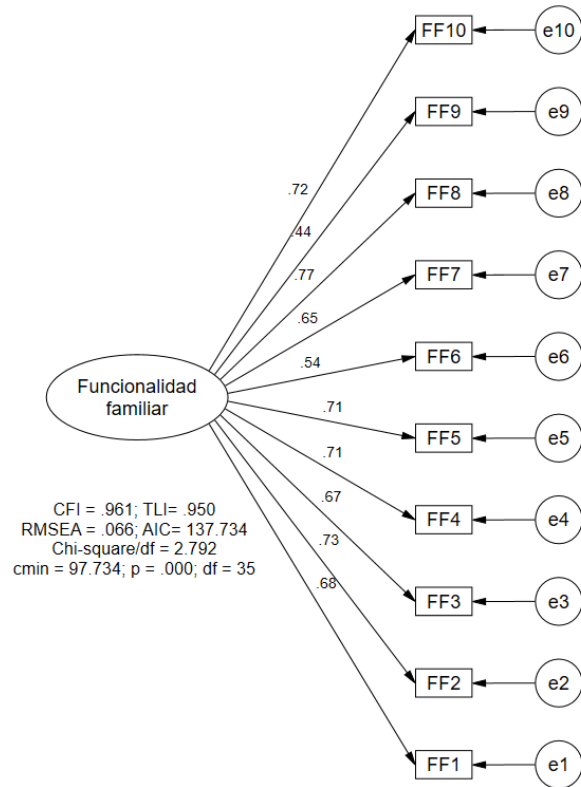 FF10
e10
FF9
e9
.72
FF8
e8
.44
.77
FF7
e7
.65
FF6
e6
.54
Funcionalidad
familiar
.71
FF5
e5
.71
CFI = .961; TLI= .950
RMSEA = .066; AIC= 137.734
Chi-square/df = 2.792
cmin = 97.734; p = .000; df = 35
FF4
e4
.67
.73
FF3
e3
.68
FF2
e2
FF1
e1